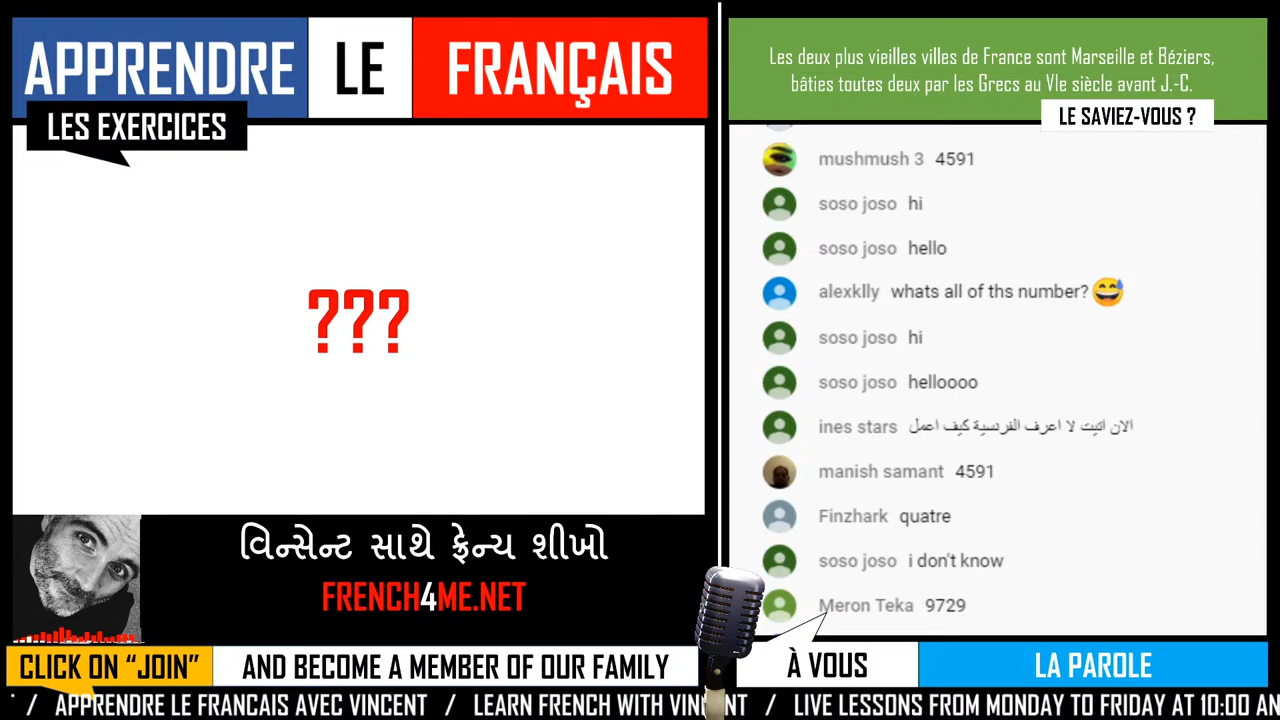 APPRENDRE LE FRANÇAIS
LES EXERCICES
???
Les deux plus vieilles villes de France sont Marseille et Béziers,
bâties toutes deux par les Grecs au VIe siècle avant J.-C.
LE SAVIEZ-VOUS ?
mushmush 3 4591
soso joso hi
soso joso hello
alexklly whats all of ths number?😅
soso joso hi
soso joso helloooo
ines stars الان اتيت لا اعرف الفرنسية كيف اعمل
manish samant 4591
Finzhark quatre
soso joso i don't know
Meron Teka 9729
વિન્સેન્ટ સાથે ફ્રેન્ચ શીખો
FRENCH4ME.NET
CLICK ON “JOIN” AND BECOME A MEMBER OF OUR FAMILY
À VOUS LA PAROLE
/ APPRENDRE LE FRANCAIS AVEC VINCENT / LEARN FRENCH WITH VINCENT / LIVE LESSONS FROM MONDAY TO FRIDAY AT 10:00 AN